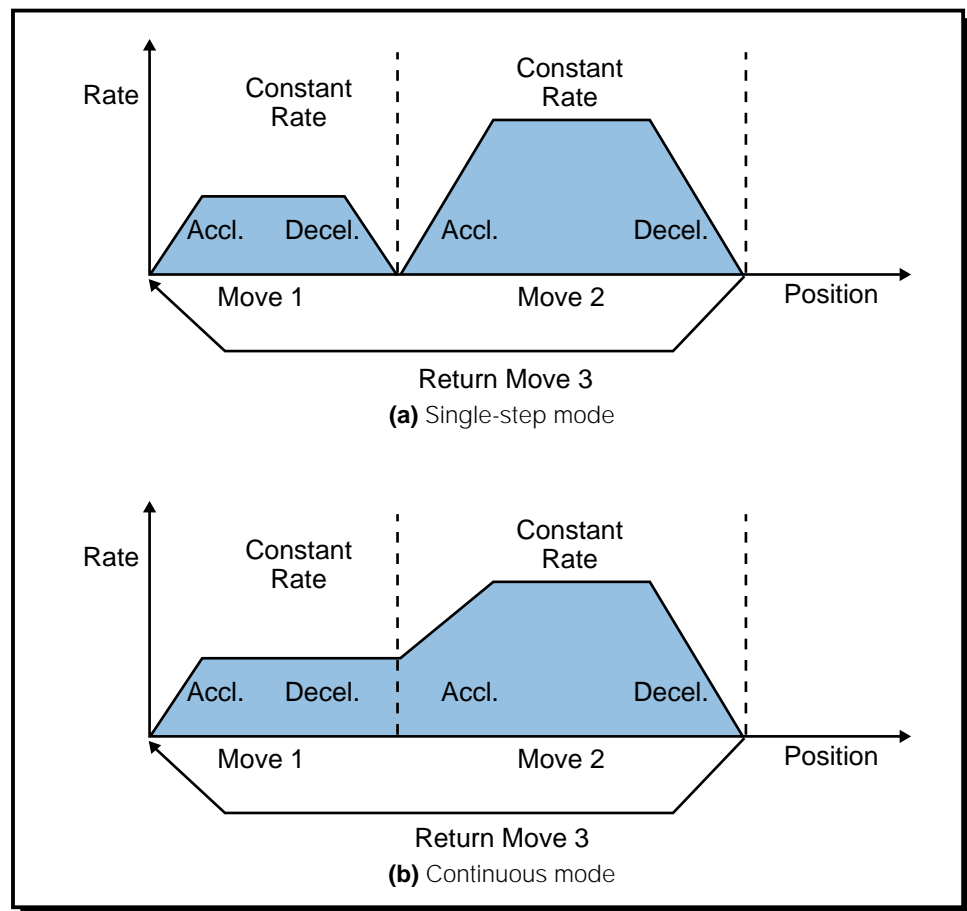 Rate
Constant
Rate
Constant
Rate
Accl.
Decel.
Accl.
Decel.
Move 1
Move 2
Position
Return Move 3
(a) Single-step mode
Rate
Constant
Rate
Constant
Rate
Accl.
Decel.
Accl.
Decel.
Move 1
Move 2
Position
Return Move 3
(b) Continuous mode